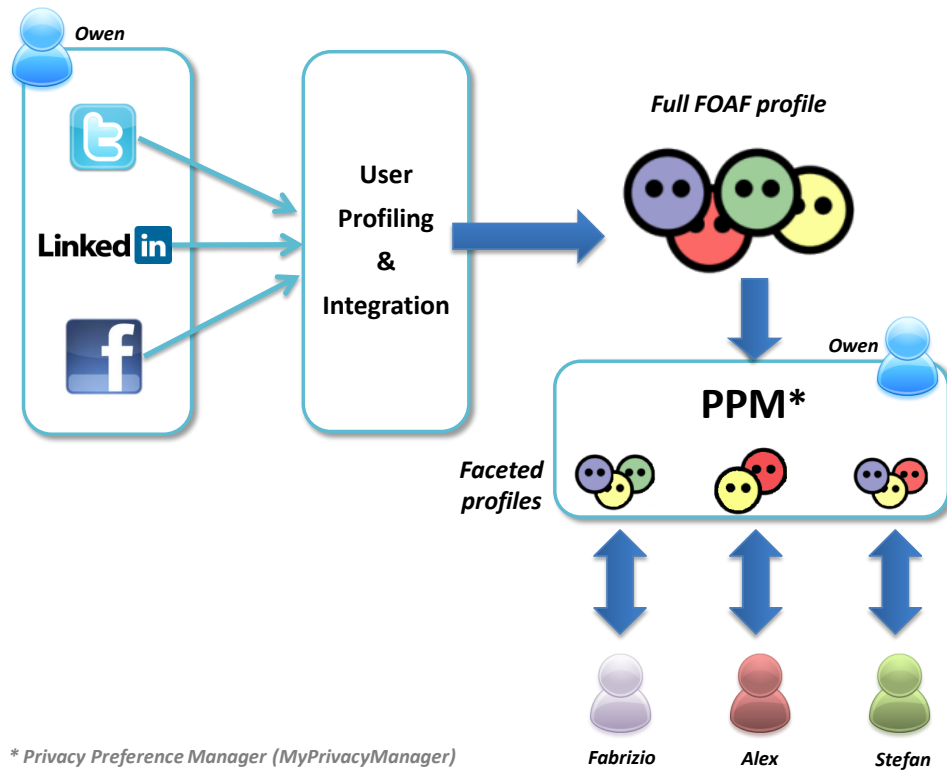 Owen
t
Linked in
f
User
Profiling
&
Integration
Full FOAF profile
Owen
PPM*
Faceted
profiles
Fabrizio
Alex
Stefan
* Privacy Preference Manager (MyPrivacyManager)